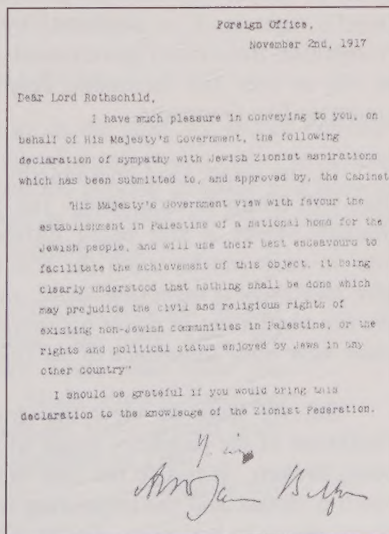 Foreign Office,
November 2nd, 1917
Dear Lord Rothschild,
I have much pleasure in conveying to you, on
behalf of His Majesty's Government, the following
declaration of sympathy with Jewish Zionist aspirations
which has been submitted to, and approved by, the Cabinet
"His Majesty's Government view with favour the
establishment in Palestine of a national home for the
Jewish people, and will use their best endeavours to
facilitate the achievement of this object, it being
clearly understood that nothing shall be done which
may prejudice the civil and religious rights of
existing non-Jewish communities in Palestine, or the
rights and political status enjoyed by Jews in any
other country"
I should be grateful if you would bring this
declaration to the knowledge of the Zionist Federation.